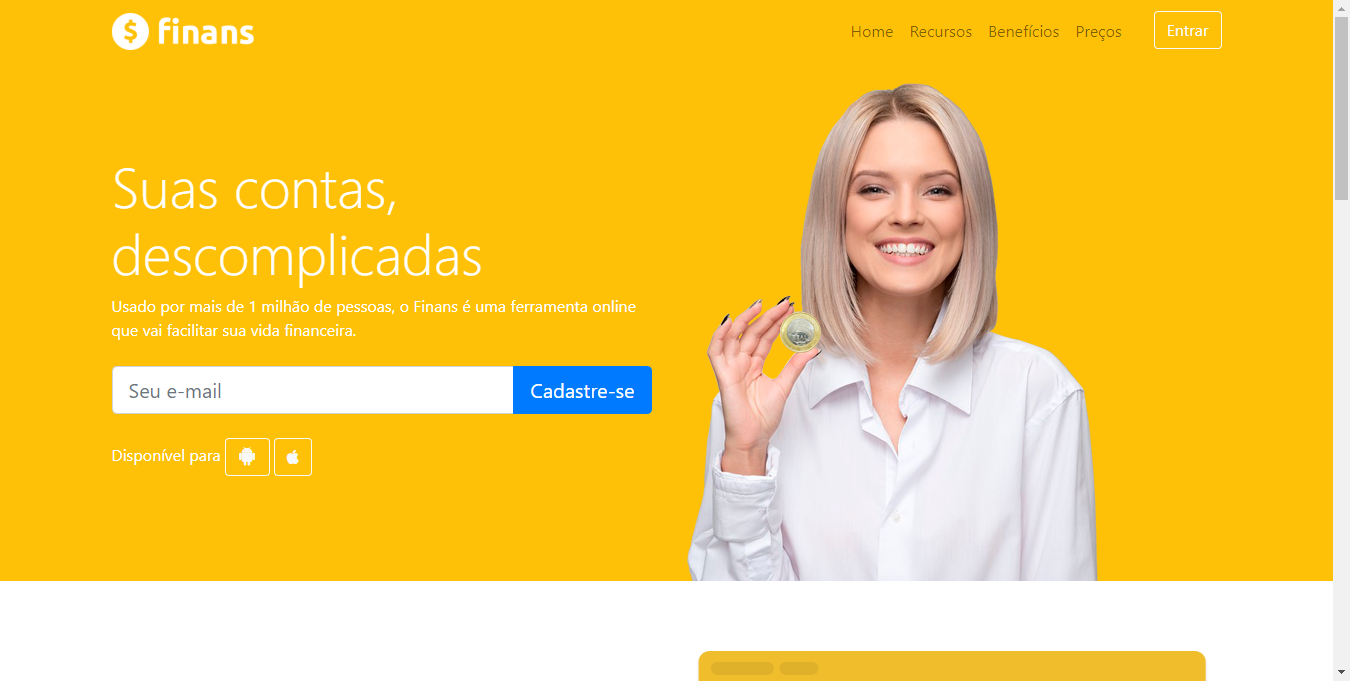 $ finans
Home Recursos Benefícios Preços Entrar
Suas contas,
descomplicadas
Usado por mais de 1 milhão de pessoas, o Finans é uma ferramenta online
que vai facilitar sua vida financeira.
Seu e-mail Cadastre-se
Disponível para